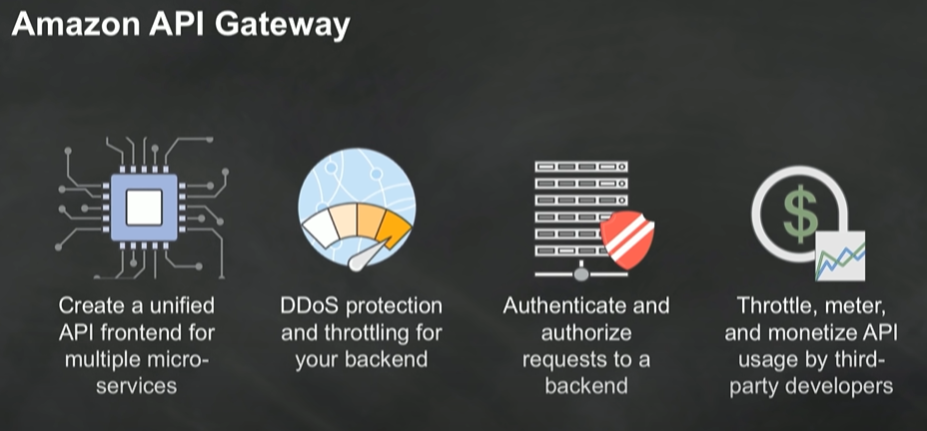 Amazon API Gateway
Create a unified
API frontend for
multiple micro-
services
DDoS protection
and throttling for
your backend
Authenticate and
authorize
requests to a
backend
Throttle, meter,
and monetize API
usage by third-
party developers